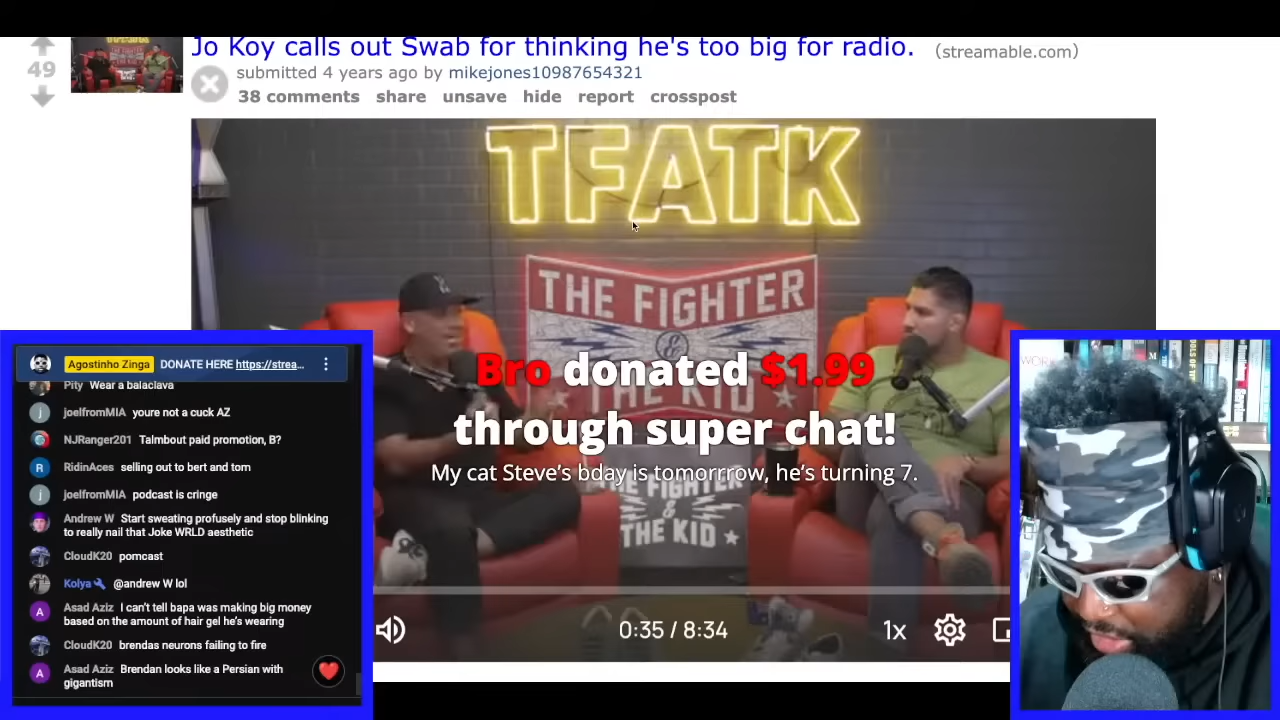 Jo Koy calls out Swab for thinking he's too big for radio. (streamable.com)
49
submitted 4 years ago by mikejones10987654321
38 comments share unsave hide report crosspost
TFATK
THE FIGHTER
&
THE KID
Bro donated $1.99
through super chat!
My cat Steve's bday is tomorrrow, he's turning 7.
THE FIGHTER
&
THE KID
0:35 / 8:34
1x
Agostinho Zinga DONATE HERE https://strea...
Pity Wear a balaclava
joelfromMIA youre not a cuck AZ
NJRanger201 Talmbout paid promotion, B?
RidinAces selling out to bert and tom
joelfromMIA podcast is cringe
Andrew W Start sweating profusely and stop blinking
to really nail that Joke WRLD aesthetic
CloudK20 pomcast
Kolya @andrew W lol
Asad Aziz I can't tell bapa was making big money
based on the amount of hair gel he's wearing
CloudK20 brendas neurons failing to fire
Asad Aziz Brendan looks like a Persian with
gigantism